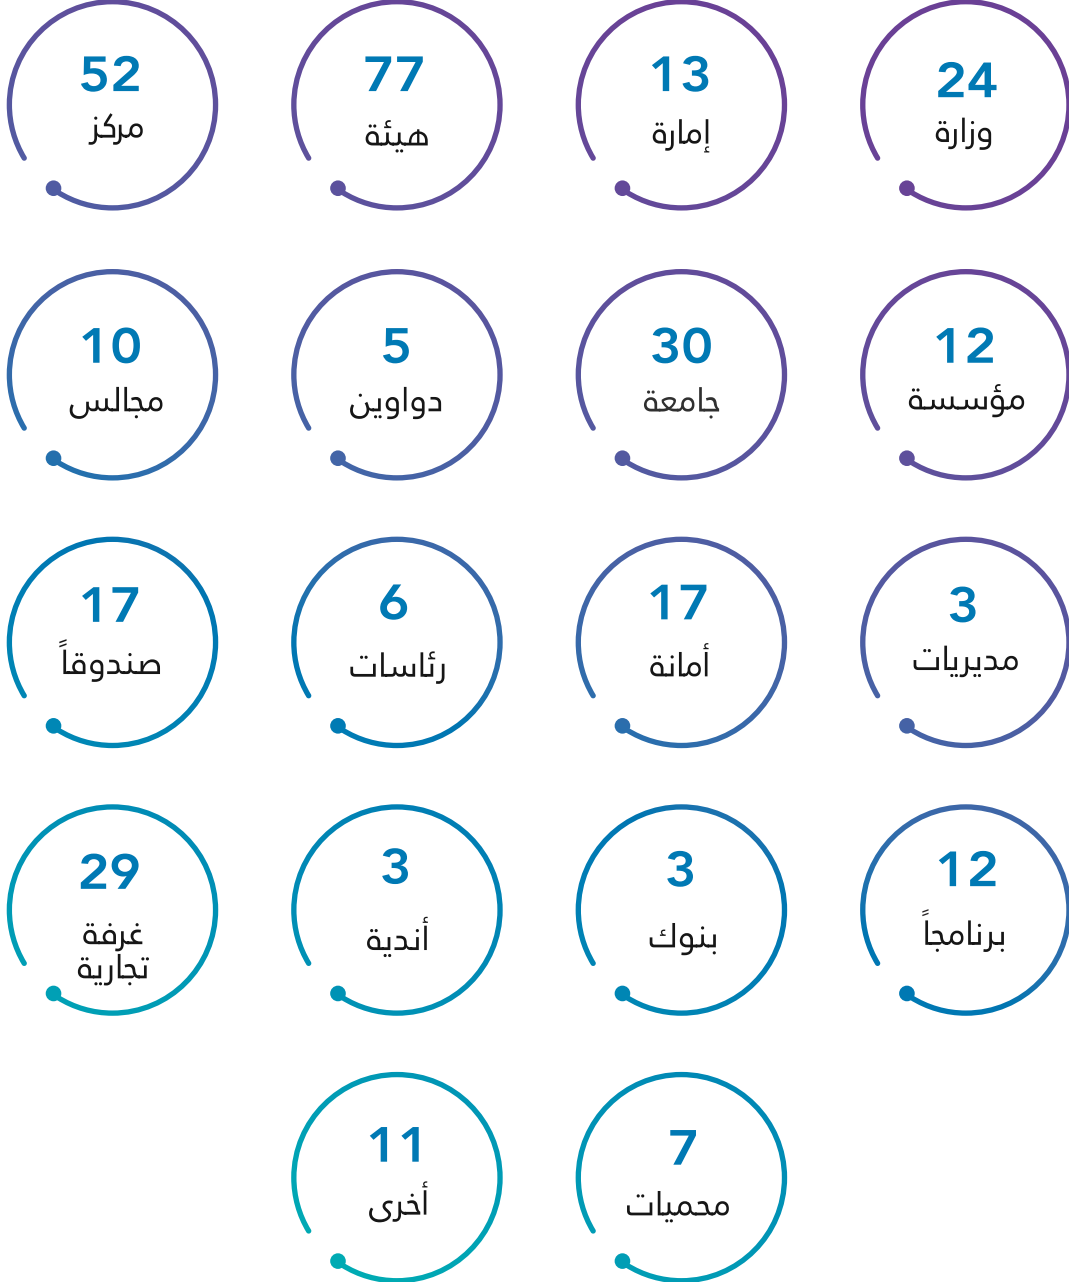 24
وزارة
13
إمارة
77
هيئة
52
مركز
12
مؤسسة
30
جامعة
5
دواوين
10
مجالس
3
مديريات
17
أمانة
6
رئاسات
17
صندوقاً
12
برنامجاً
3
بنوك
3
أندية
29
غرفة
تجارية
7
محميات
11
أخرى